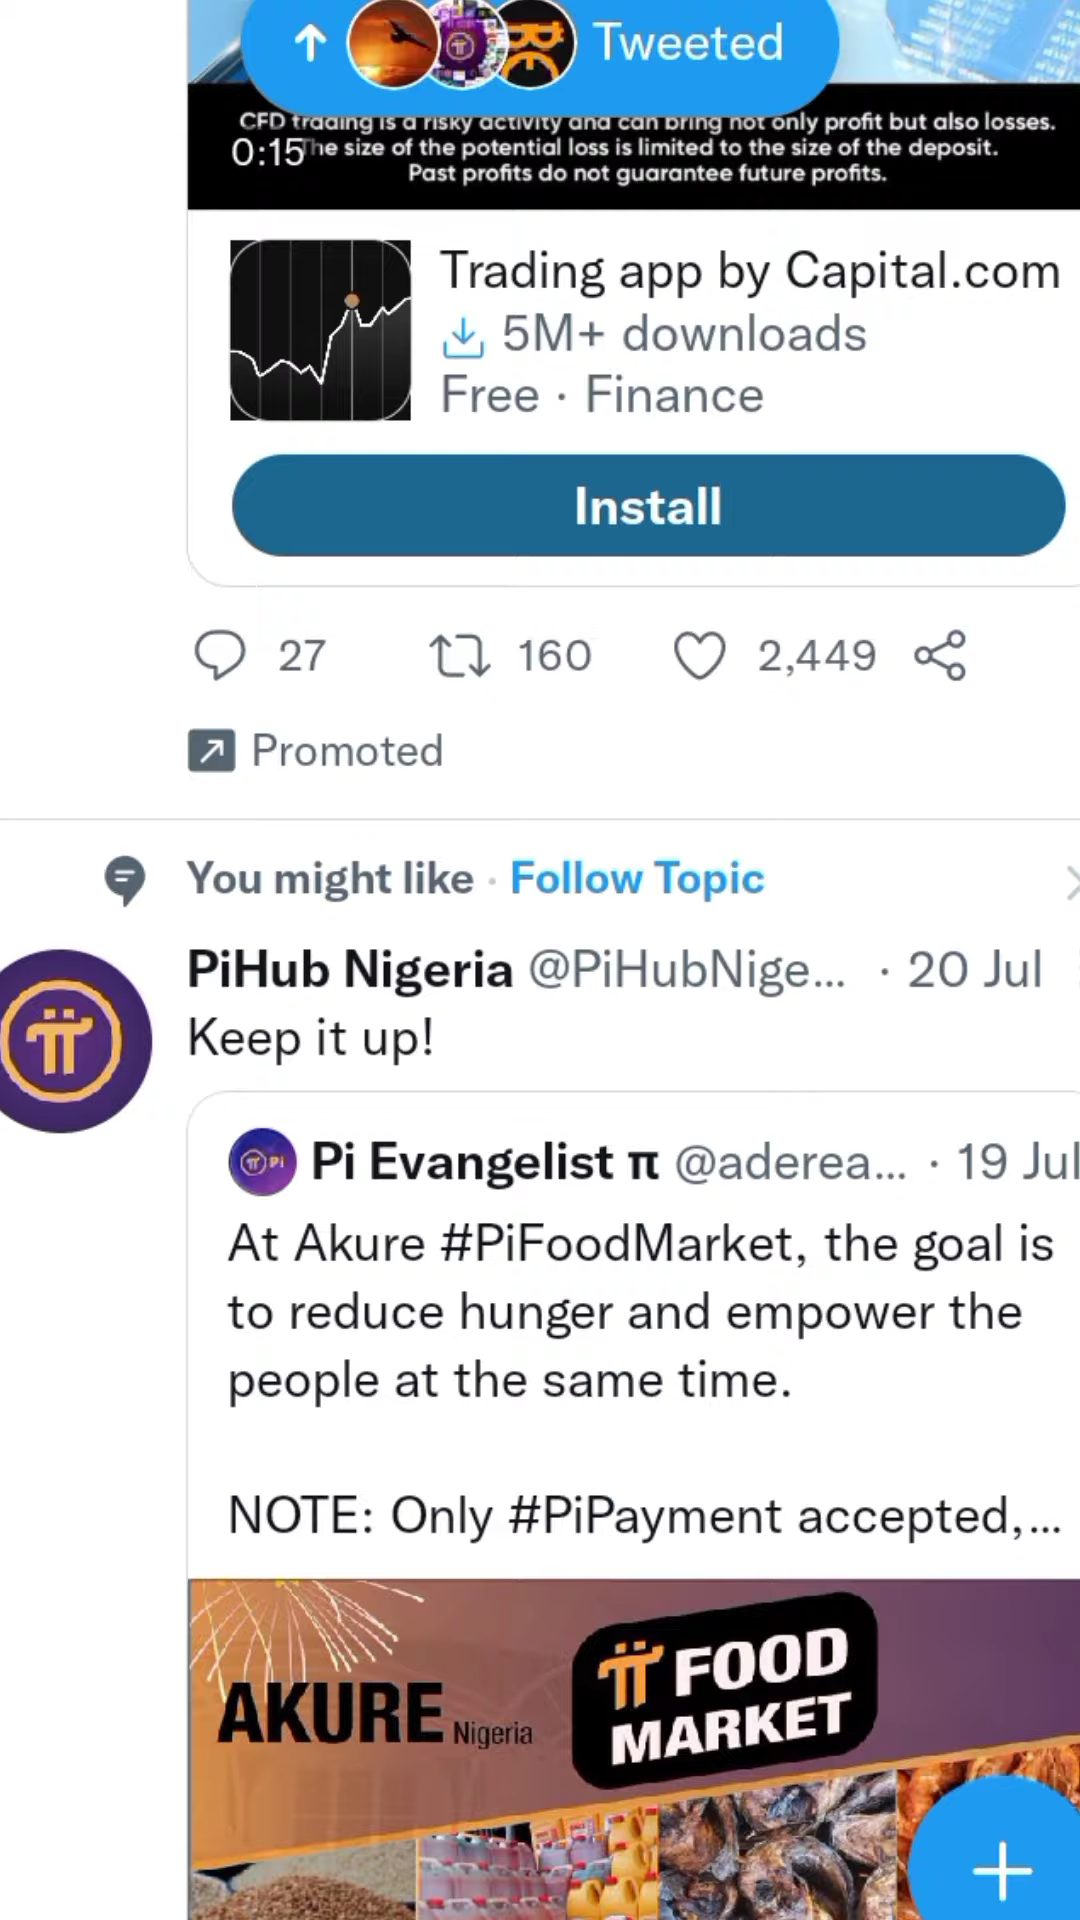 Tweeted
CFD trading is a risky activity and can bring not only profit but also losses.
0:15
The size of the potential loss is limited to the size of the deposit.
Past profits do not guarantee future profits.
Trading app by Capital.com
5M+ downloads
Free · Finance
Install
27 160 2,449
Promoted
You might like · Follow Topic
PiHub Nigeria @PiHubNige... · 20 Jul
Keep it up!
Pi Evangelist π @aderea... · 19 Jul
At Akure #PiFoodMarket, the goal is
to reduce hunger and empower the
people at the same time.
NOTE: Only #PiPayment accepted,...
AKURE Nigeria
π FOOD
MARKET